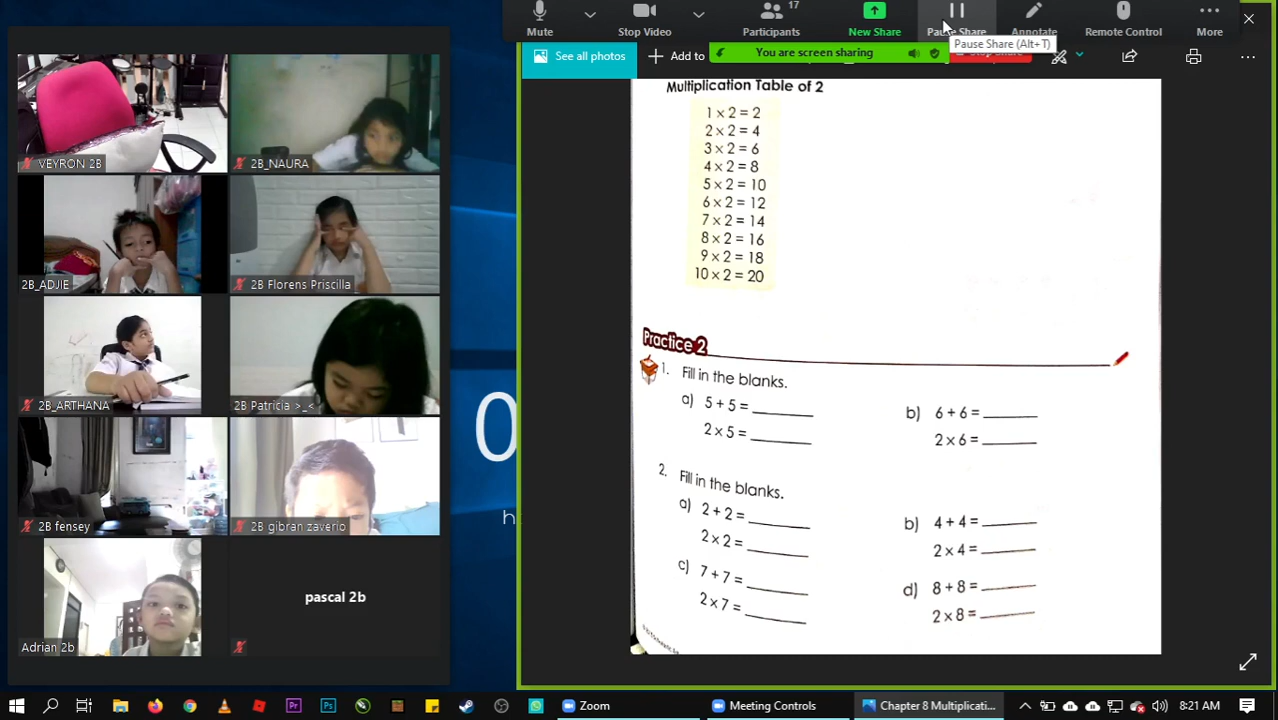 Mute
Stop Video
17
Participants
New Share
Pause Share
Annotate
Remote Control
More
Pause Share (Alt+T)
You are screen sharing
See all photos
Add to
VEYRON 2B
2B_NAURA
2B_ADJIE
2B Florens Priscilla
2B_ARTHANA
2B Patricia >_<
2B fensey
2B gibran zaverio
Adrian 2b
pascal 2b
Multiplication Table of 2
1 × 2 = 2
2 × 2 = 4
3 × 2 = 6
4 × 2 = 8
5 × 2 = 10
6 × 2 = 12
7 × 2 = 14
8 × 2 = 16
9 × 2 = 18
10 × 2 = 20
Practice 2
1. Fill in the blanks.
a) 5 + 5 = ______
2 × 5 = ______
b) 6 + 6 = ______
2 × 6 = ______
2. Fill in the blanks.
a) 2 + 2 = ______
2 × 2 = ______
b) 4 + 4 = ______
2 × 4 = ______
c) 7 + 7 = ______
2 × 7 = ______
d) 8 + 8 = ______
2 × 8 = ______
Zoom
Meeting Controls
Chapter 8 Multiplicati...
8:21 AM